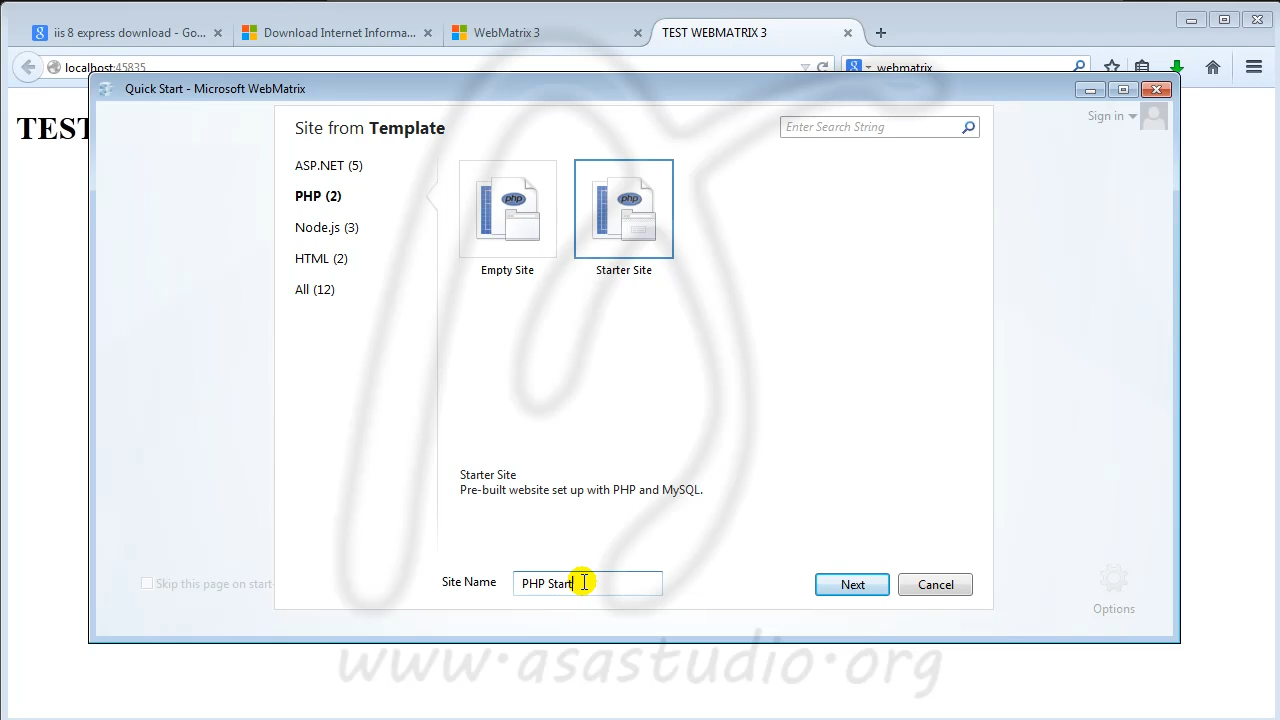 iis 8 express download - Go...
Download Internet Informa...
WebMatrix 3
TEST WEBMATRIX 3
localhost:45835
webmatrix
Quick Start - Microsoft WebMatrix
TEST
Site from Template
Enter Search String
Sign in
ASP.NET (5)
PHP (2)
Node.js (3)
HTML (2)
All (12)
php
php
Empty Site
Starter Site
Starter Site
Pre-built website set up with PHP and MySQL.
Skip this page on start
Site Name
PHP Start
Next
Cancel
Options
www.asastudio.org